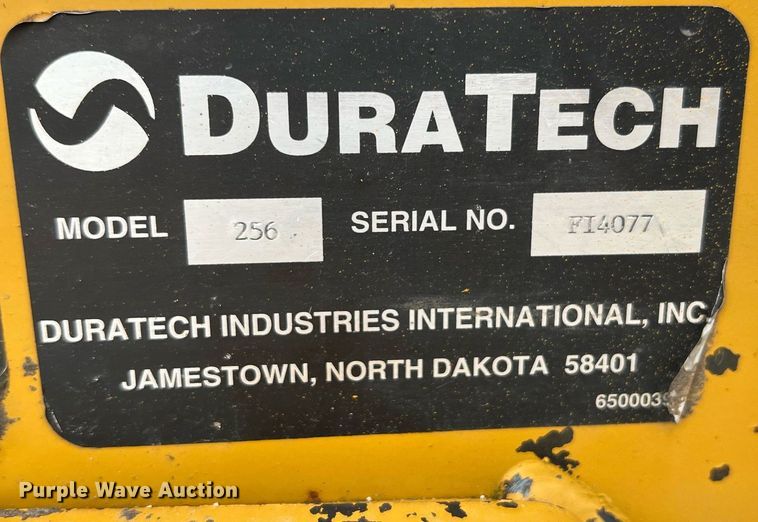 DURATECH
MODEL 256 SERIAL NO. FI4077
DURATECH INDUSTRIES INTERNATIONAL, INC.
JAMESTOWN, NORTH DAKOTA 58401
Purple Wave Auction